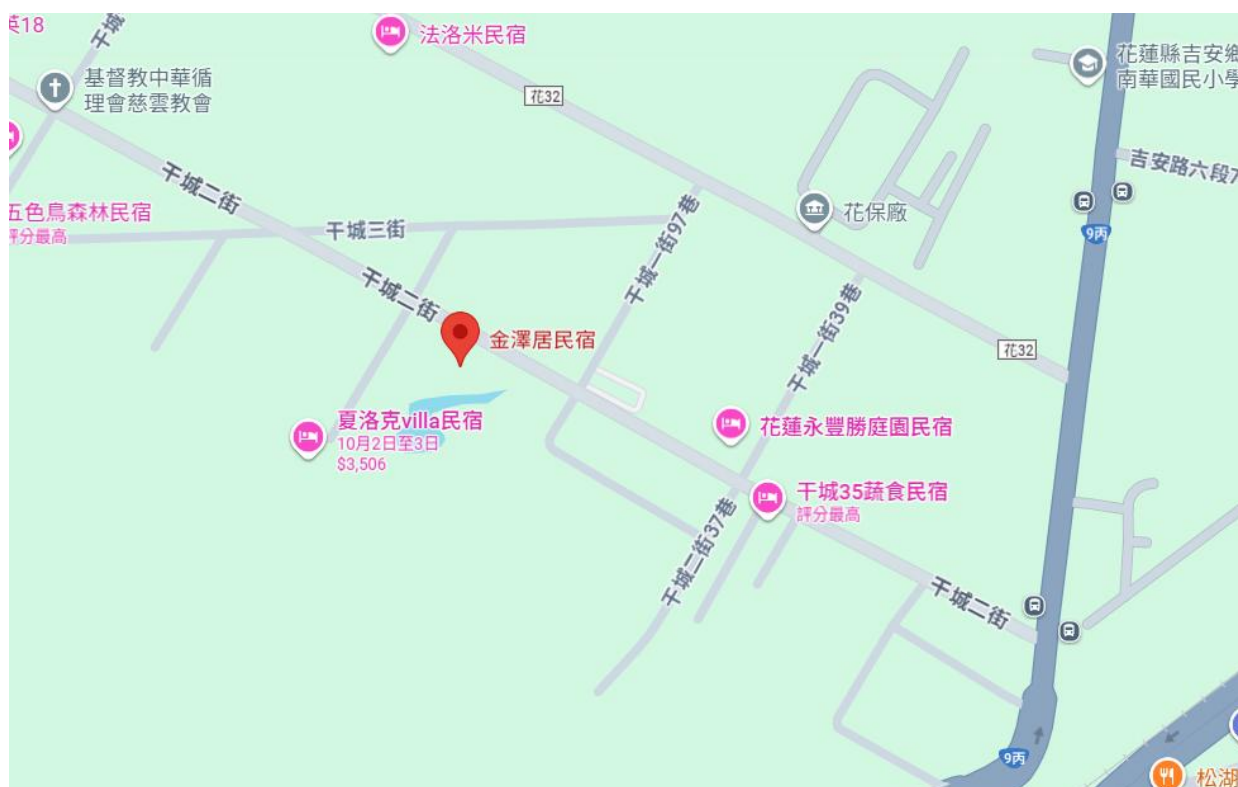 英18
干城
法洛米民宿
花蓮縣吉安鄉
南華國民小學
基督教中華循
理會慈雲教會
花32
吉安路六段7
干城二街
五色鳥森林民宿
評分最高
干城三街
干城一街97巷
花保廠
9丙
干城二街
金澤居民宿
干城一街39巷
花32
夏洛克villa民宿
10月2日至3日
$3,506
花蓮永豐勝庭園民宿
干城35蔬食民宿
評分最高
干城二街37巷
干城二街
9丙
松湖